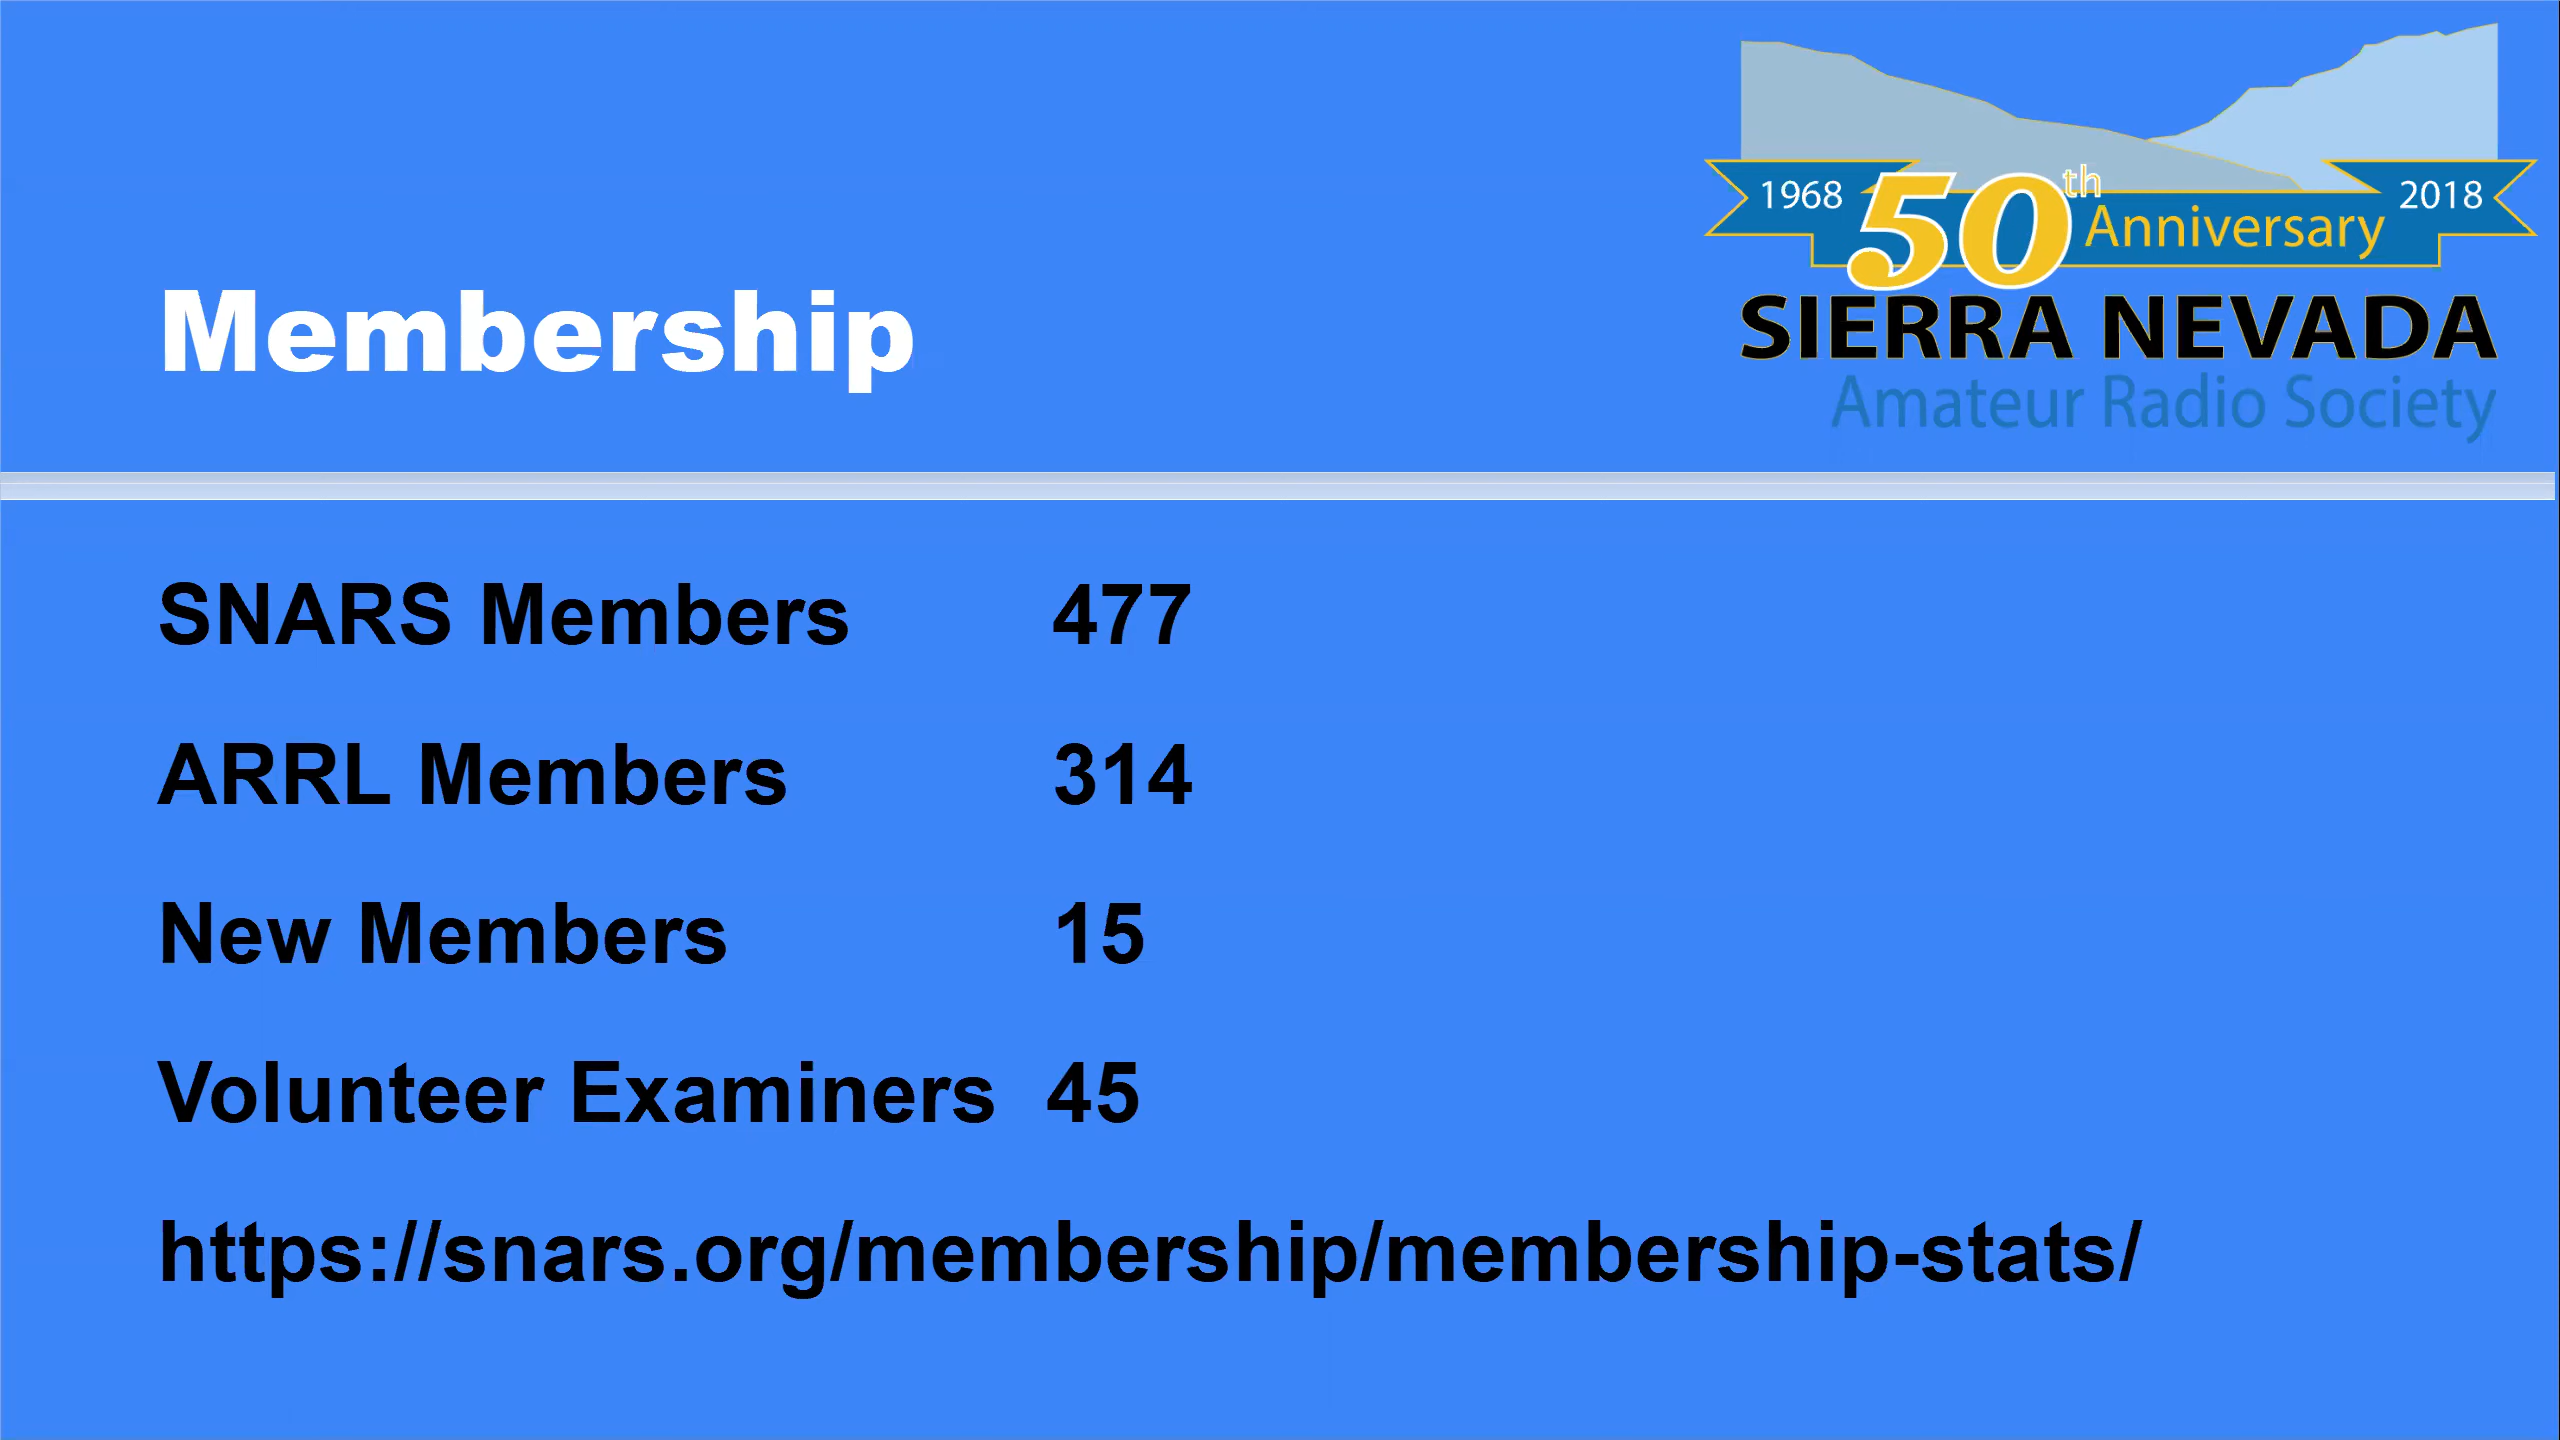 1968 50th Anniversary 2018
SIERRA NEVADA
Amateur Radio Society
Membership
SNARS Members 477
ARRL Members 314
New Members 15
Volunteer Examiners 45
https://snars.org/membership/membership-stats/